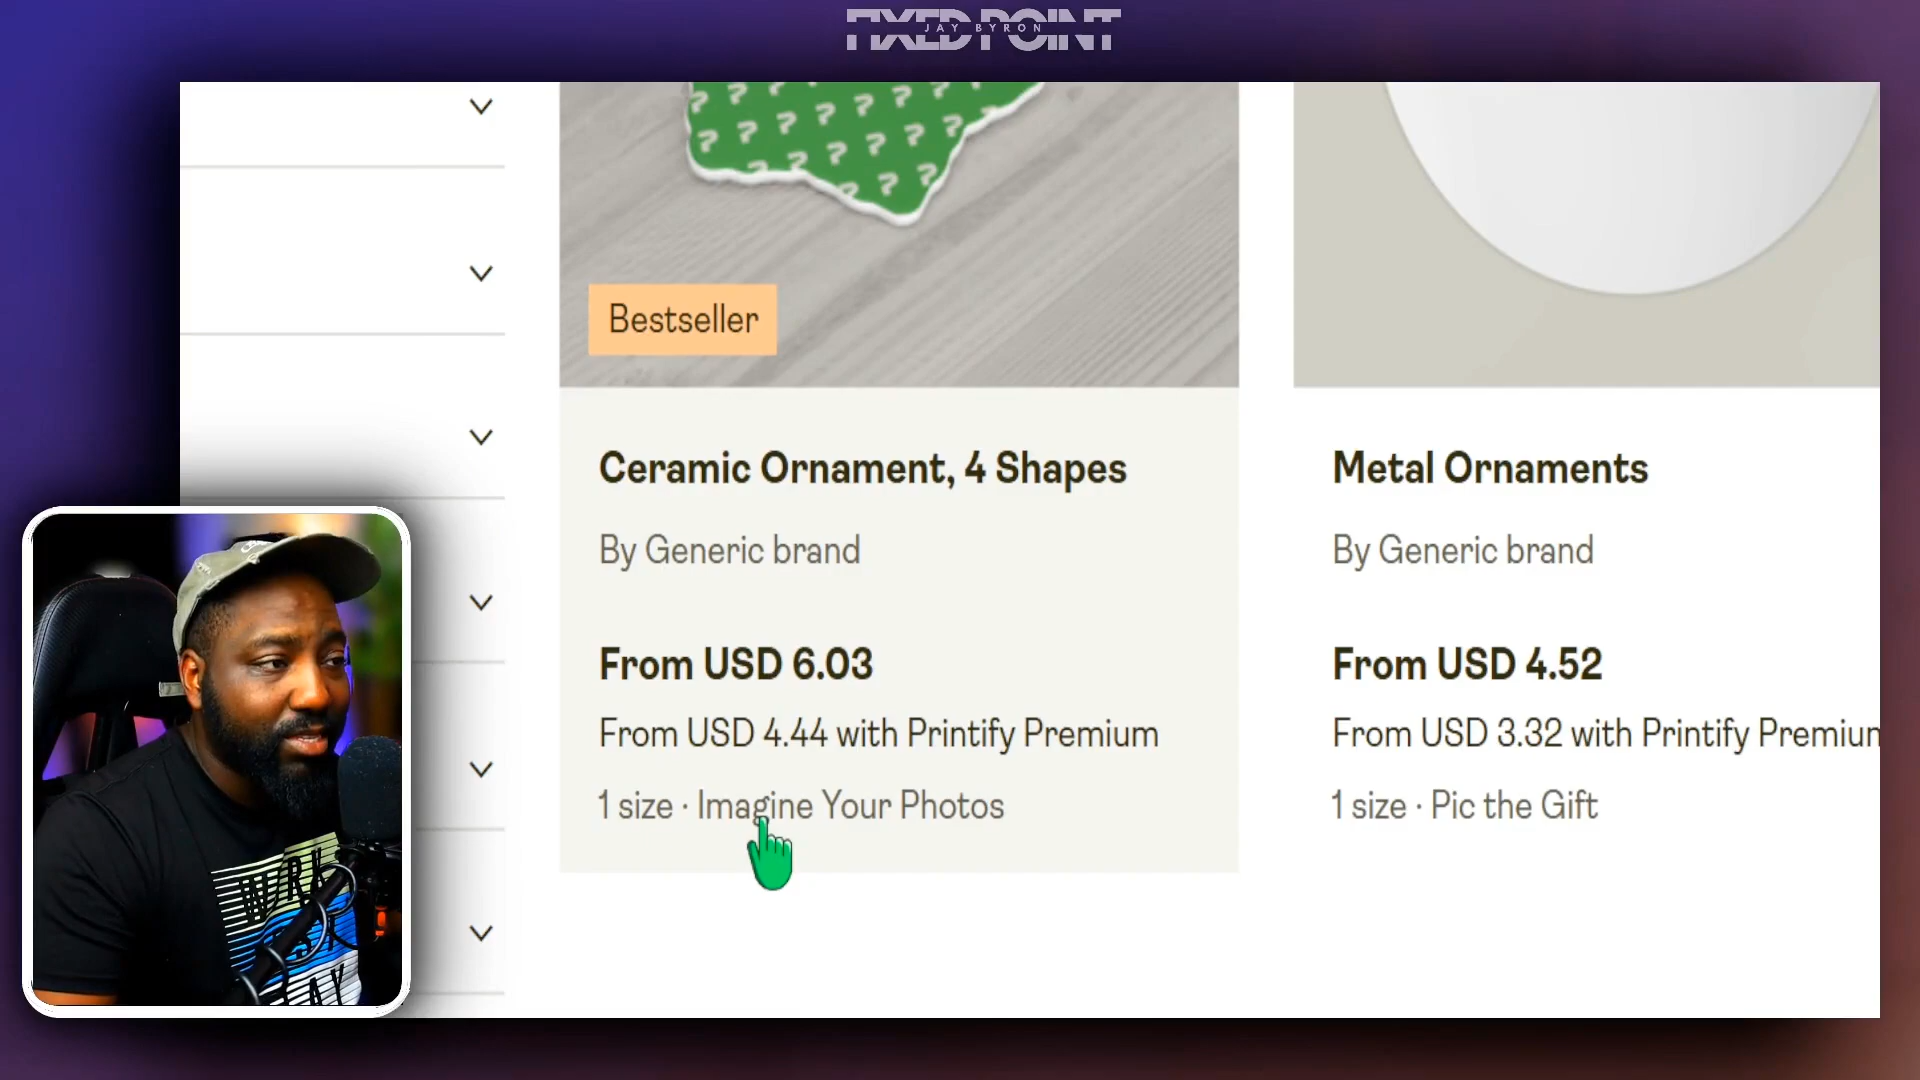 FIXED POINT
JAY BYRON
Bestseller
Ceramic Ornament, 4 Shapes
By Generic brand
From USD 6.03
From USD 4.44 with Printify Premium
1 size · Imagine Your Photos
Metal Ornaments
By Generic brand
From USD 4.52
From USD 3.32 with Printify Premium
1 size · Pic the Gift